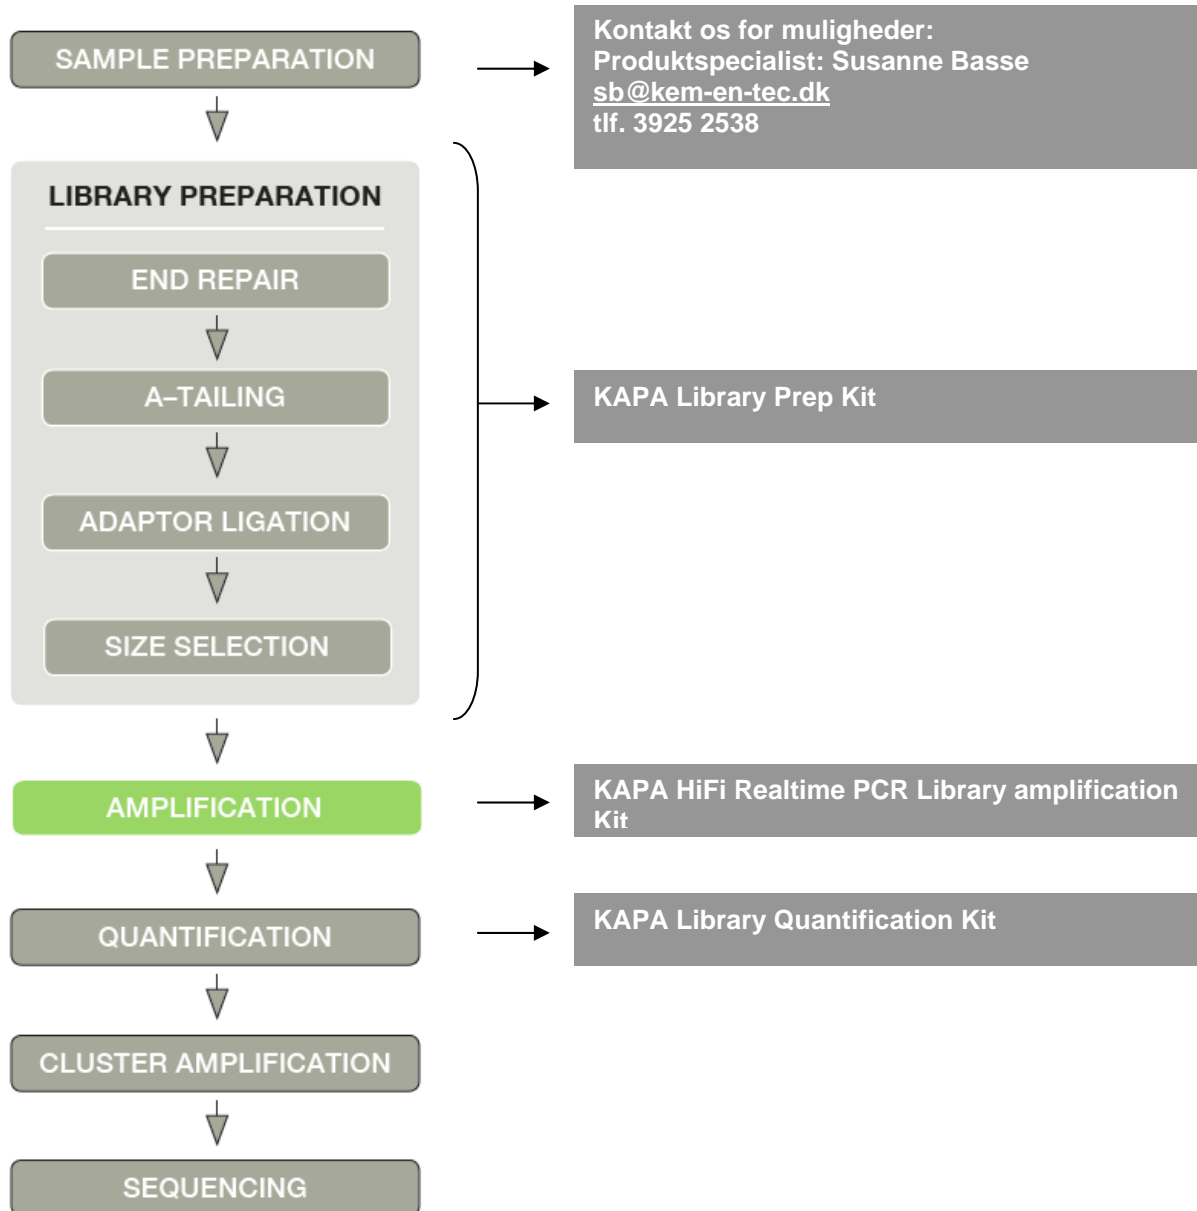 SAMPLE PREPARATION
Kontakt os for muligheder:
Produktspecialist: Susanne Basse
sb@kem-en-tec.dk
tlf. 3925 2538
LIBRARY PREPARATION
END REPAIR
A–TAILING
KAPA Library Prep Kit
ADAPTOR LIGATION
SIZE SELECTION
AMPLIFICATION
KAPA HiFi Realtime PCR Library amplification
Kit
QUANTIFICATION
KAPA Library Quantification Kit
CLUSTER AMPLIFICATION
SEQUENCING